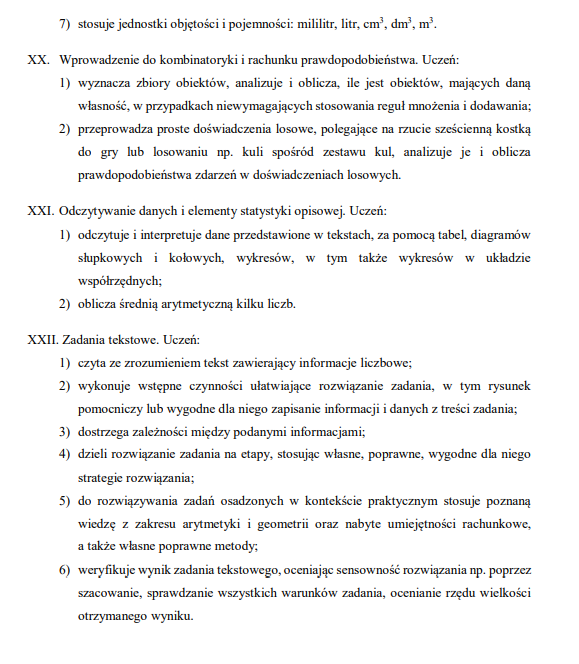 7) stosuje jednostki objętości i pojemności: mililitr, litr, cm³, dm³, m³.
XX. Wprowadzenie do kombinatoryki i rachunku prawdopodobieństwa. Uczeń:
1) wyznacza zbiory obiektów, analizuje i oblicza, ile jest obiektów, mających daną
własność, w przypadkach niewymagających stosowania reguł mnożenia i dodawania;
2) przeprowadza proste doświadczenia losowe, polegające na rzucie sześcienną kostką
do gry lub losowaniu np. kuli spośród zestawu kul, analizuje je i oblicza
prawdopodobieństwa zdarzeń w doświadczeniach losowych.
XXI. Odczytywanie danych i elementy statystyki opisowej. Uczeń:
1) odczytuje i interpretuje dane przedstawione w tekstach, za pomocą tabel, diagramów
słupkowych i kołowych, wykresów, w tym także wykresów w układzie
współrzędnych;
2) oblicza średnią arytmetyczną kilku liczb.
XXII. Zadania tekstowe. Uczeń:
1) czyta ze zrozumieniem tekst zawierający informacje liczbowe;
2) wykonuje wstępne czynności ułatwiające rozwiązanie zadania, w tym rysunek
pomocniczy lub wygodne dla niego zapisanie informacji i danych z treści zadania;
3) dostrzega zależności między podanymi informacjami;
4) dzieli rozwiązanie zadania na etapy, stosując własne, poprawne, wygodne dla niego
strategie rozwiązania;
5) do rozwiązywania zadań osadzonych w kontekście praktycznym stosuje poznaną
wiedzę z zakresu arytmetyki i geometrii oraz nabyte umiejętności rachunkowe,
a także własne poprawne metody;
6) weryfikuje wynik zadania tekstowego, oceniając sensowność rozwiązania np. poprzez
szacowanie, sprawdzanie wszystkich warunków zadania, ocenianie rzędu wielkości
otrzymanego wyniku.